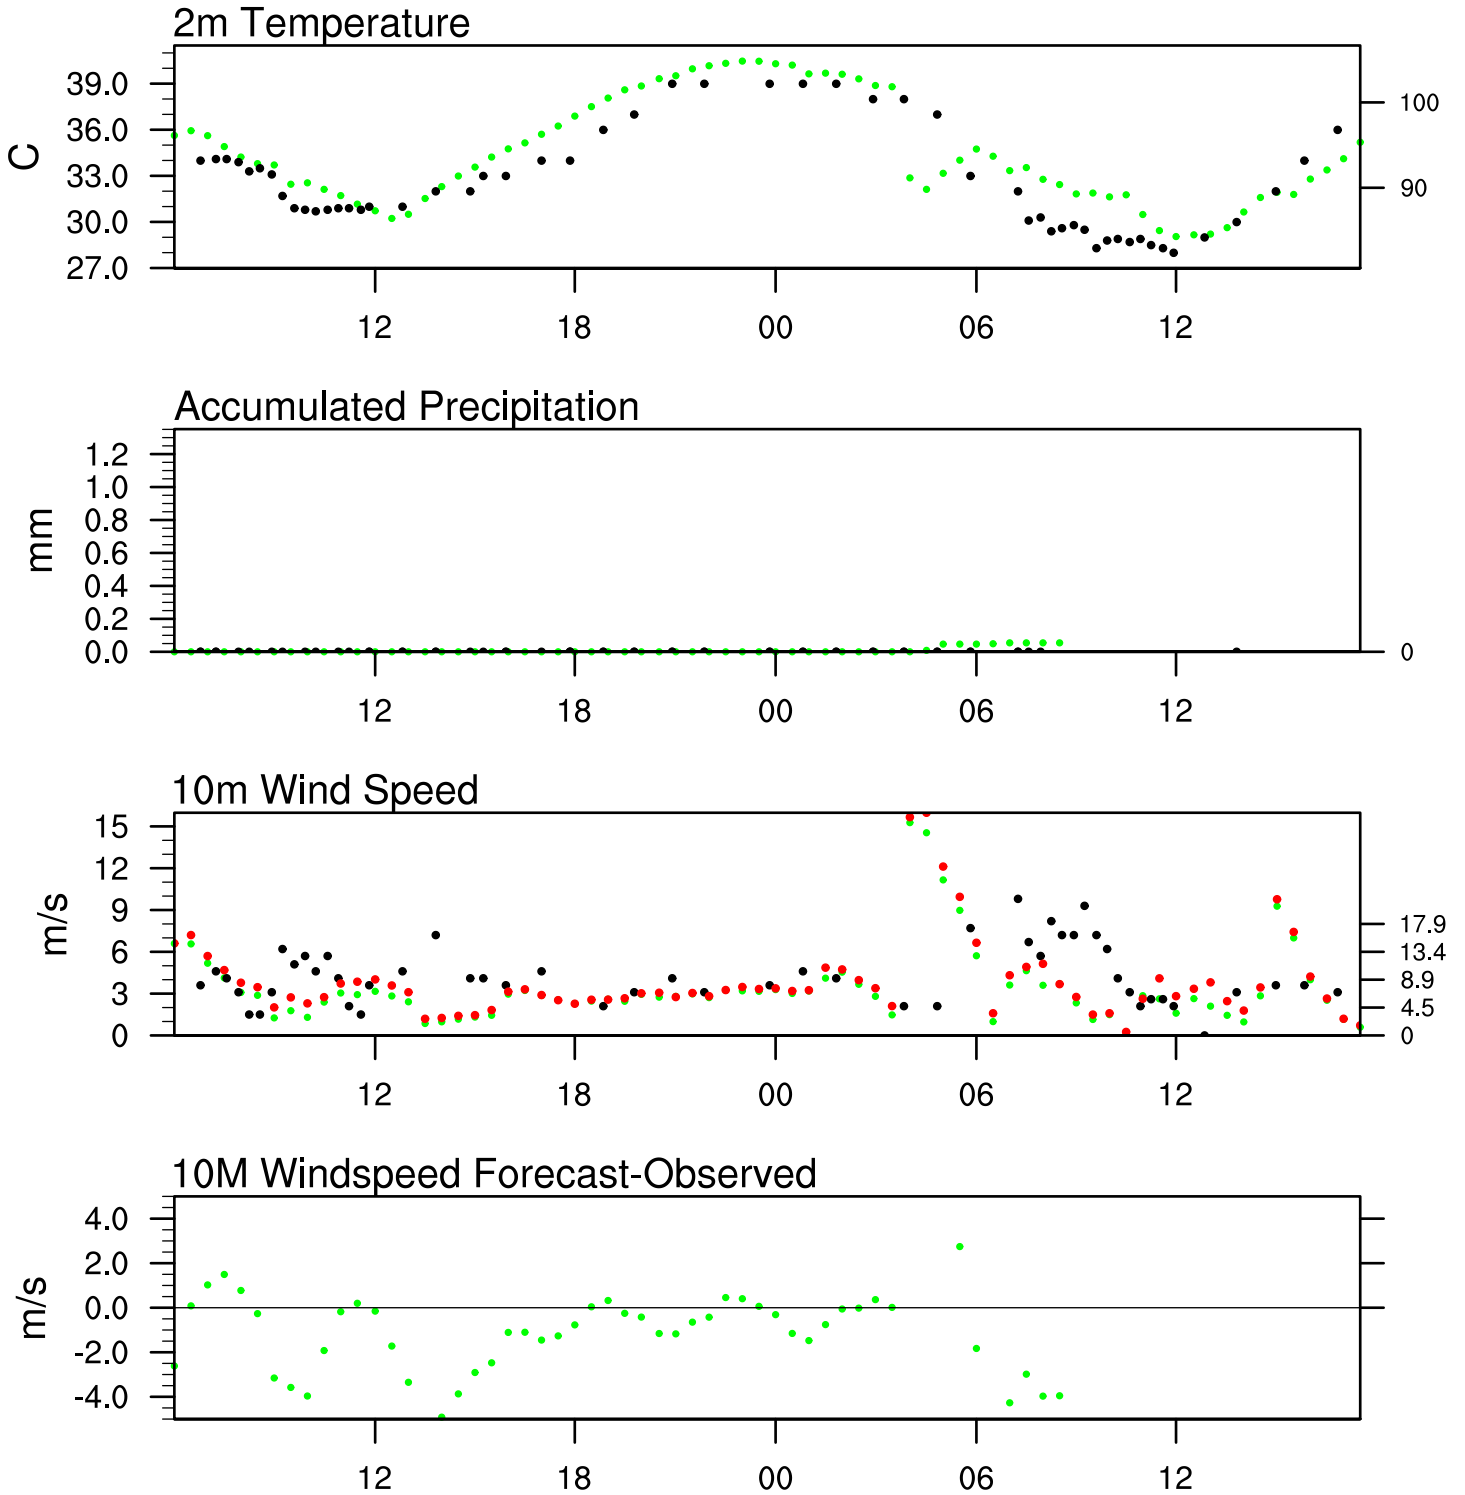 2m Temperature
39.0
36.0
33.0
30.0
27.0
C
100
90
12 18 00 06 12
Accumulated Precipitation
1.2
1.0
0.8
0.6
0.4
0.2
0.0
mm
0
12 18 00 06 12
10m Wind Speed
15
12
9
6
3
0
m/s
17.9
13.4
8.9
4.5
0
12 18 00 06 12
10M Windspeed Forecast-Observed
4.0
2.0
0.0
-2.0
-4.0
m/s
12 18 00 06 12